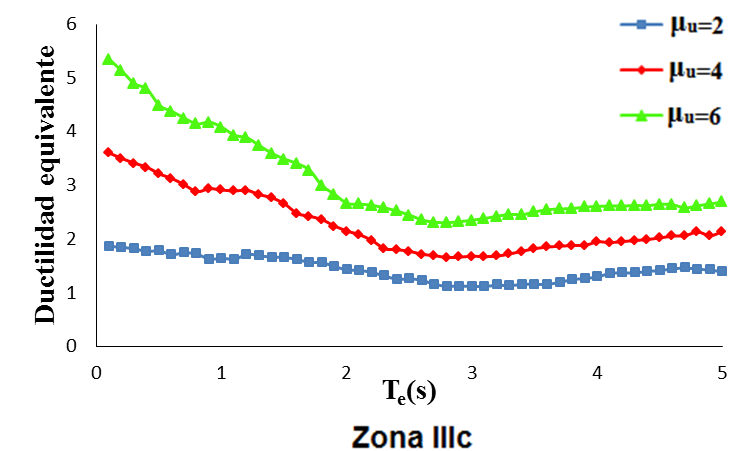 Ductilidad equivalente
6
5
4
3
2
1
0
0 1 2 3 4 5
Te(s)
μu=2
μu=4
μu=6
Zona IIIc